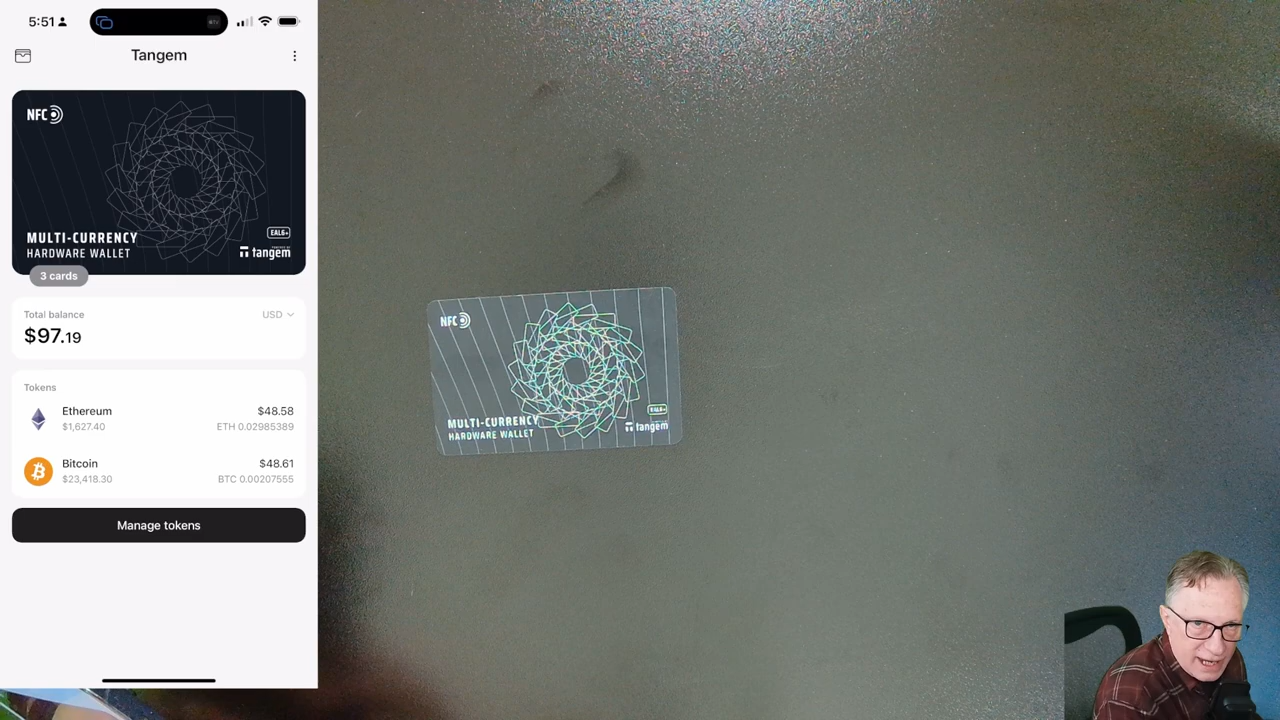 5:51
Tangem
NFC
MULTI-CURRENCY
HARDWARE WALLET
EAL6+
tangem
3 cards
Total balance
USD
$97.19
Tokens
Ethereum
$48.58
$1,627.40
ETH 0.02985389
Bitcoin
$48.61
$23,418.30
BTC 0.00207555
Manage tokens
NFC
MULTI-CURRENCY
HARDWARE WALLET
EAL6+
tangem